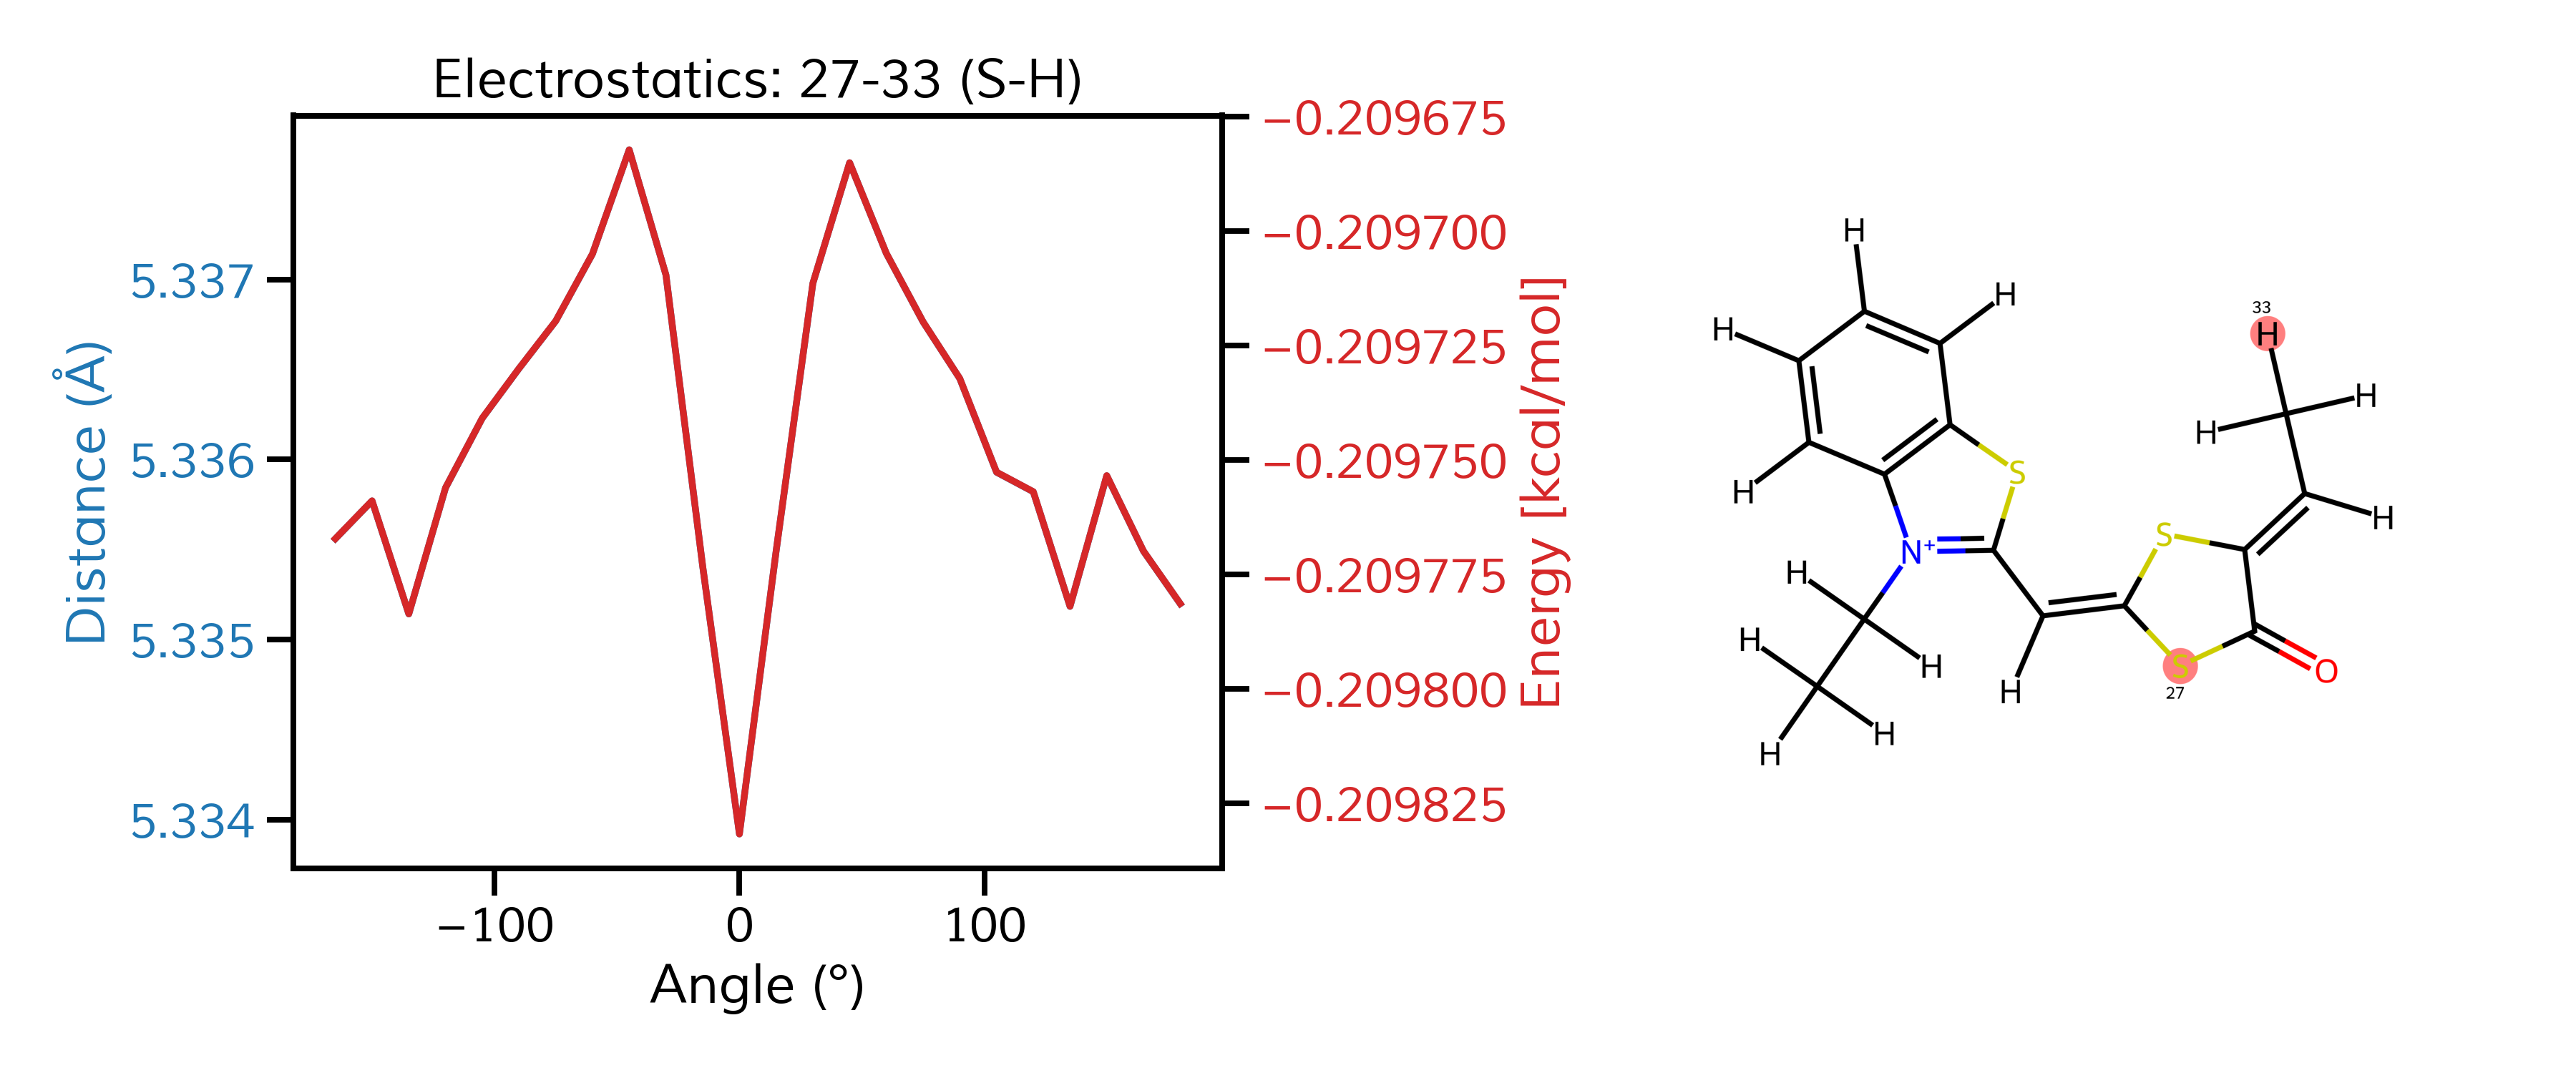 Electrostatics: 27-33 (S-H)
Distance (Å)
5.337
5.336
5.335
5.334
−0.209675
−0.209700
−0.209725
−0.209750
−0.209775
−0.209800
−0.209825
Energy [kcal/mol]
−100
0
100
Angle (°)
H
H
H
33
H
H
H
H
S
H
H
S
N+
H
H
H
S
27
O
H
H
H